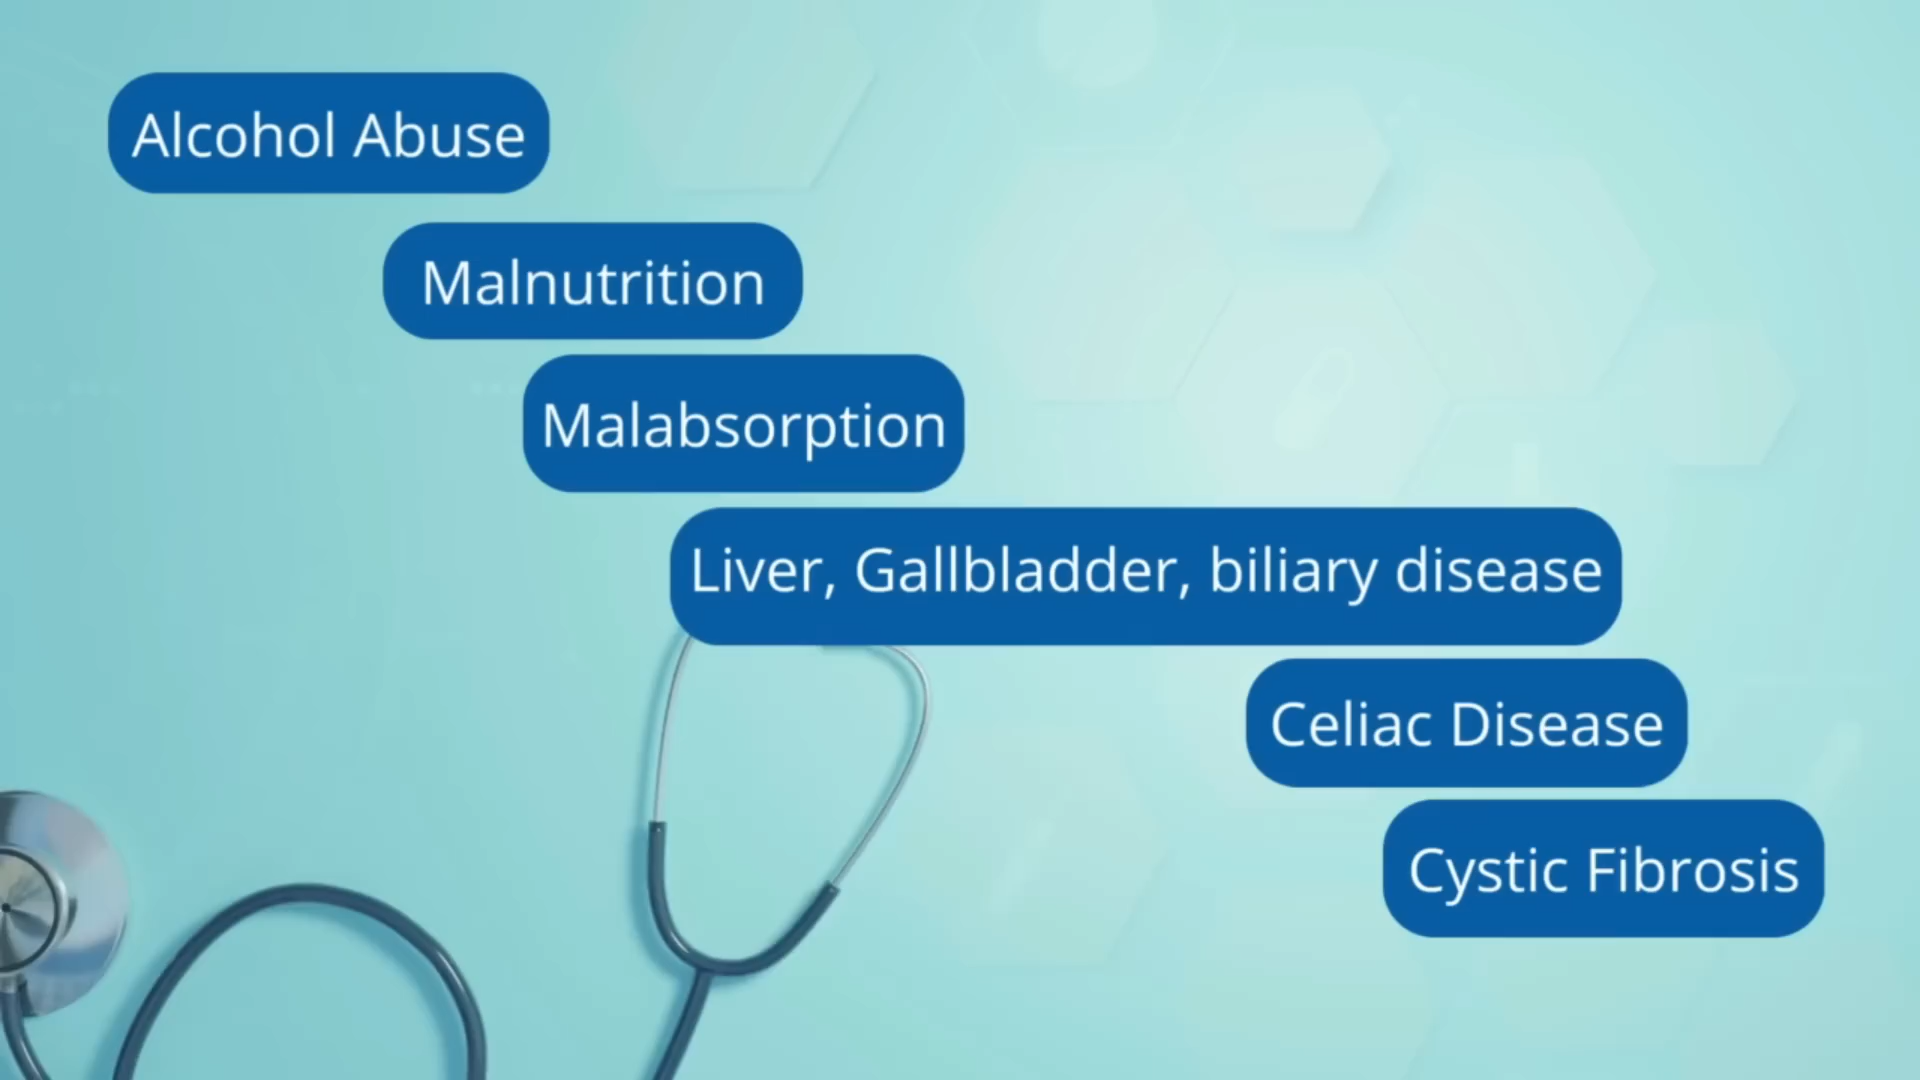 Alcohol Abuse
Malnutrition
Malabsorption
Liver, Gallbladder, biliary disease
Celiac Disease
Cystic Fibrosis